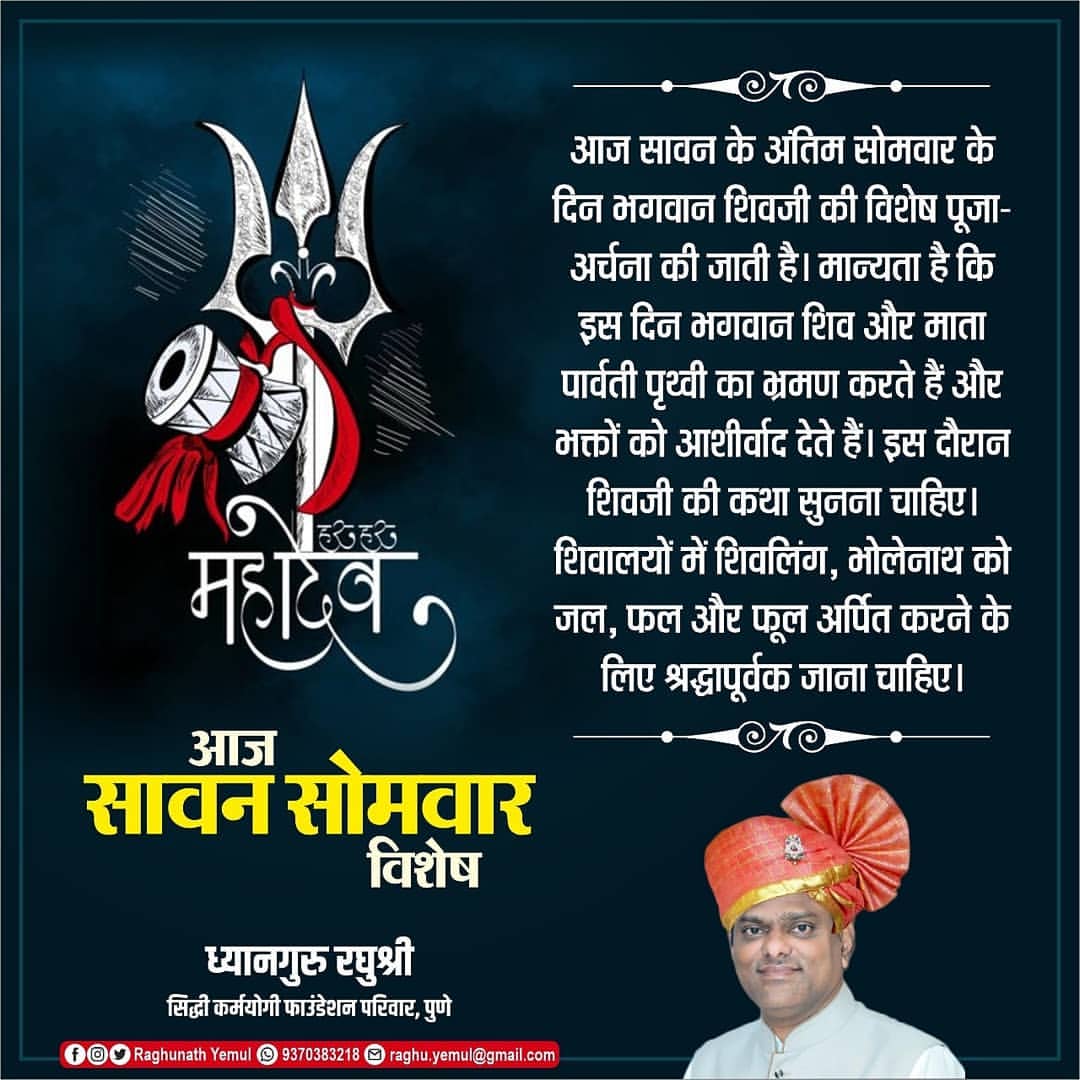 आज सावन के अंतिम सोमवार के
दिन भगवान शिवजी की विशेष पूजा-
अर्चना की जाती है। मान्यता है कि
इस दिन भगवान शिव और माता
पार्वती पृथ्वी का भ्रमण करते हैं और
भक्तों को आशीर्वाद देते हैं। इस दौरान
शिवजी की कथा सुनना चाहिए।
शिवालयों में शिवलिंग, भोलेनाथ को
जल, फल और फूल अर्पित करने के
लिए श्रद्धापूर्वक जाना चाहिए।
हर हर
महादेव
आज
सावन सोमवार
विशेष
ध्यानगुरु रघुश्री
सिद्धी कर्मयोगी फाउंडेशन परिवार, पुणे
Raghunath Yemul 9370383218 raghu.yemul@gmail.com